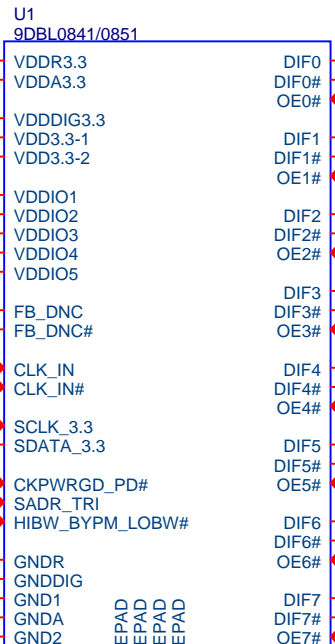 U1
9DBL0841/0851
VDDR3.3 DIF0
VDDA3.3 DIF0#
OE0#
VDDDIG3.3
VDD3.3-1 DIF1
VDD3.3-2 DIF1#
OE1#
VDDIO1
VDDIO2 DIF2
VDDIO3 DIF2#
VDDIO4 OE2#
VDDIO5
DIF3
FB_DNC DIF3#
FB_DNC# OE3#
CLK_IN DIF4
CLK_IN# DIF4#
OE4#
SCLK_3.3
SDATA_3.3 DIF5
DIF5#
CKPWRGD_PD# OE5#
SADR_TRI
HIBW_BYPM_LOBW# DIF6
DIF6#
GNDR OE6#
GNDDIG
GND1 DIF7
GNDA DIF7#
GND2 OE7#
EPAD
EPAD
EPAD
EPAD